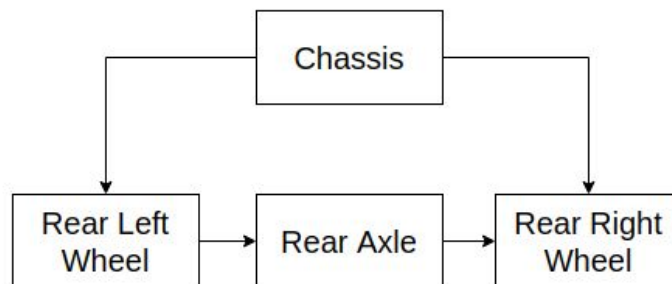 Chassis
Rear Left
Wheel
Rear Axle
Rear Right
Wheel